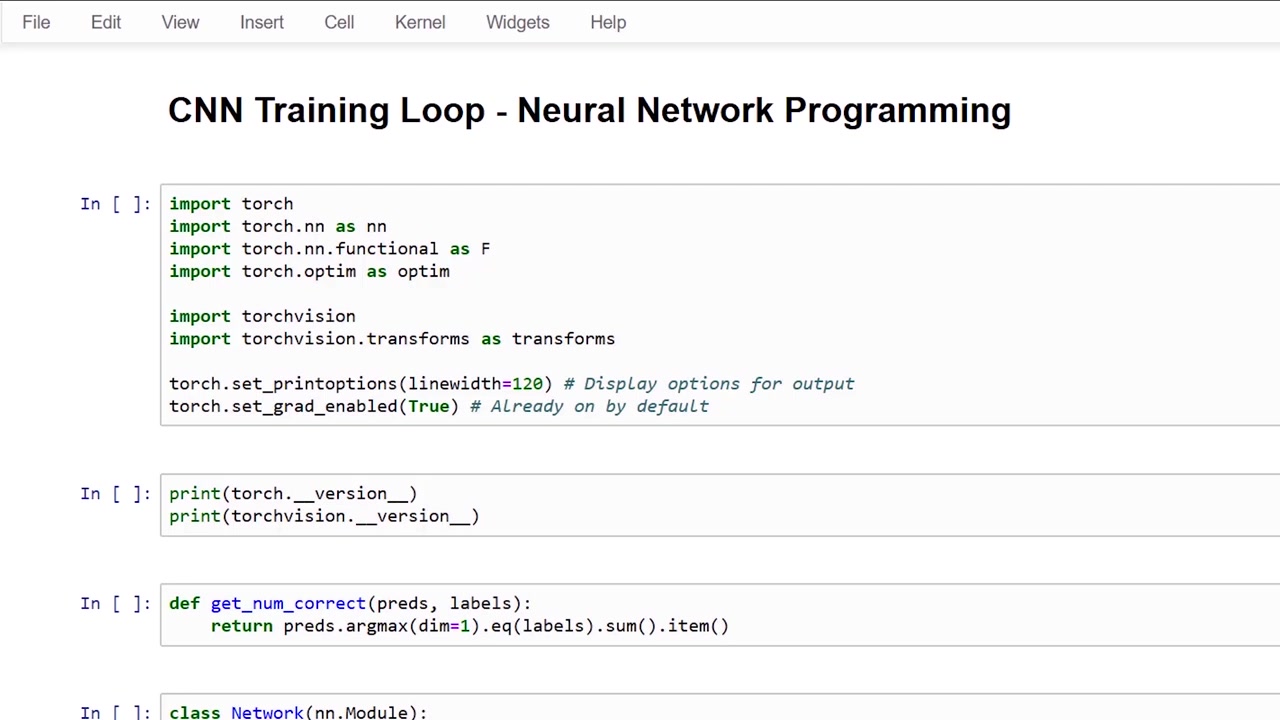 File Edit View Insert Cell Kernel Widgets Help
CNN Training Loop - Neural Network Programming
In [ ]: import torch
import torch.nn as nn
import torch.nn.functional as F
import torch.optim as optim
import torchvision
import torchvision.transforms as transforms
torch.set_printoptions(linewidth=120) # Display options for output
torch.set_grad_enabled(True) # Already on by default
In [ ]: print(torch.__version__)
print(torchvision.__version__)
In [ ]: def get_num_correct(preds, labels):
    return preds.argmax(dim=1).eq(labels).sum().item()
In [ ]: class Network(nn.Module):